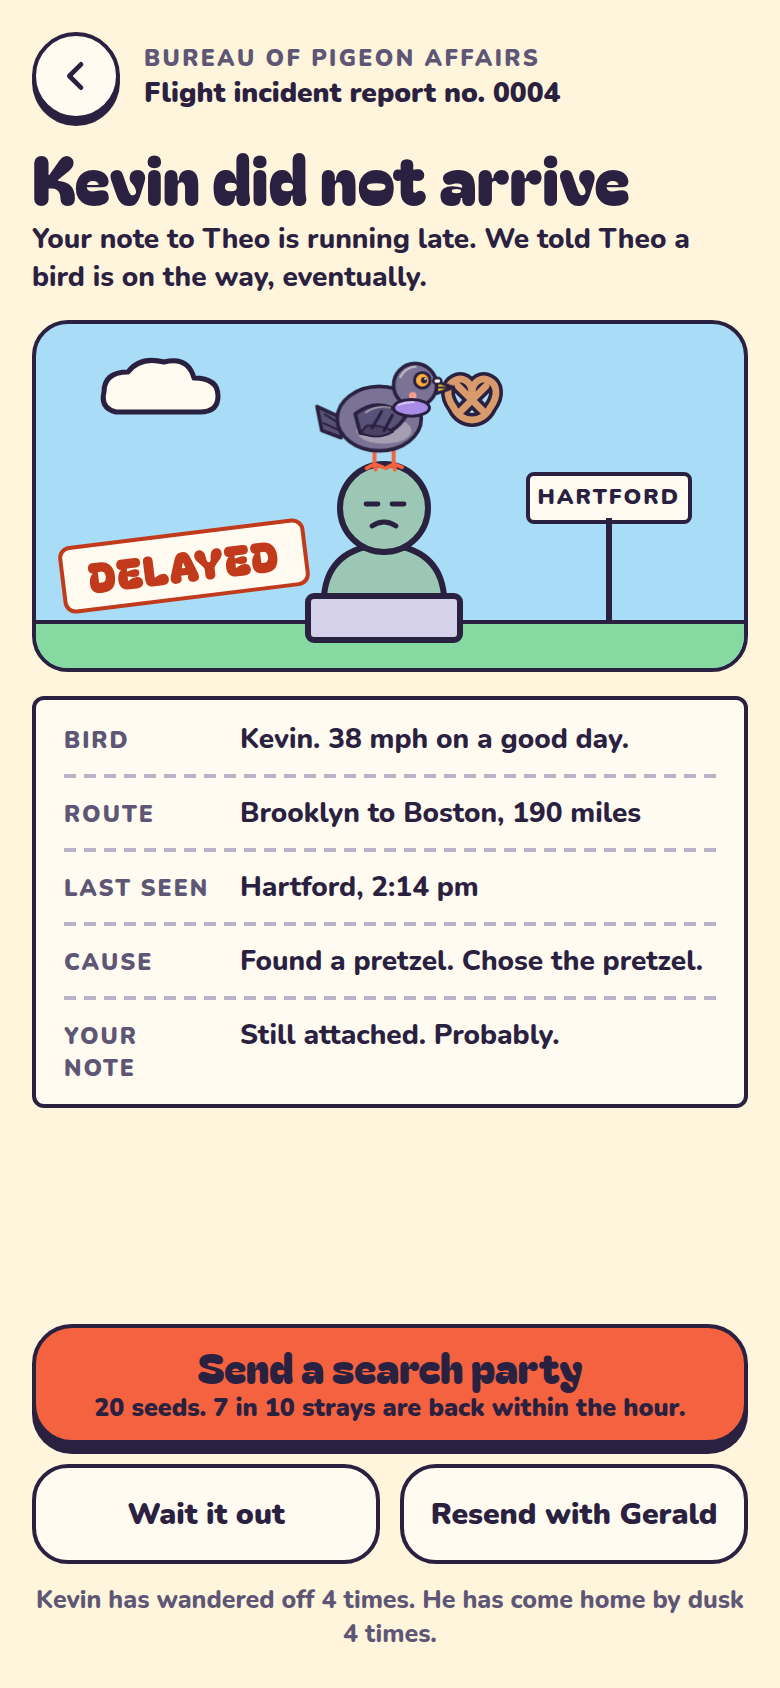 BUREAU OF PIGEON AFFAIRS
Flight incident report no. 0004
Kevin did not arrive
Your note to Theo is running late. We told Theo a
bird is on the way, eventually.
HARTFORD
DELAYED
BIRD Kevin. 38 mph on a good day.
ROUTE Brooklyn to Boston, 190 miles
LAST SEEN Hartford, 2:14 pm
CAUSE Found a pretzel. Chose the pretzel.
YOUR NOTE Still attached. Probably.
Send a search party
20 seeds. 7 in 10 strays are back within the hour.
Wait it out
Resend with Gerald
Kevin has wandered off 4 times. He has come home by dusk
4 times.